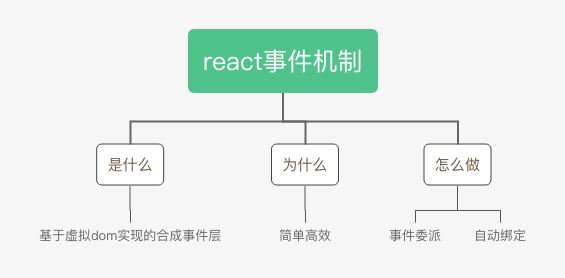 react事件机制
是什么
为什么
怎么做
基于虚拟dom实现的合成事件层
简单高效
事件委派
自动绑定